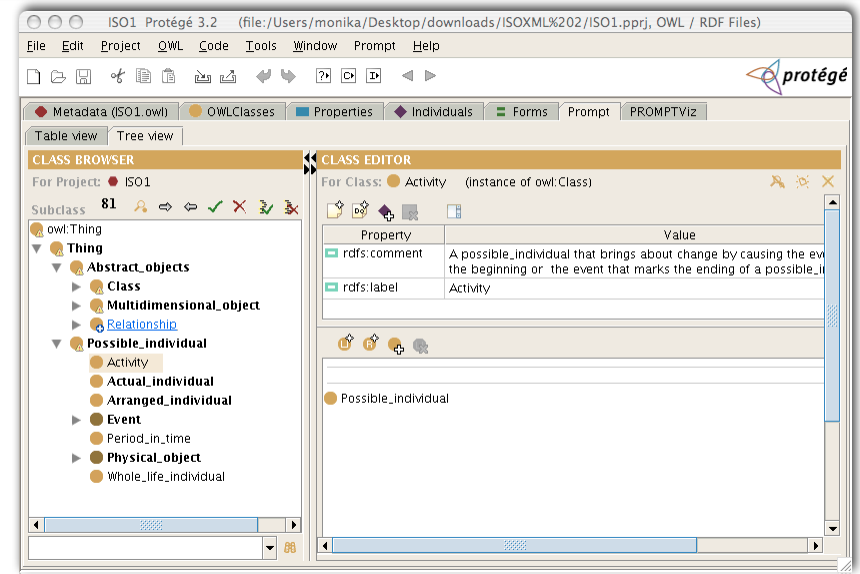 ISO1 Protégé 3.2 (file:/Users/monika/Desktop/downloads/ISOXML%202/ISO1.pprj, OWL / RDF Files)
File Edit Project OWL Code Tools Window Prompt Help
protégé
Metadata (ISO1.owl) OWLClasses Properties Individuals Forms Prompt PROMPTViz
Table view Tree view
CLASS BROWSER
For Project: ISO1
Subclass 81
owl:Thing
Thing
Abstract_objects
Class
Multidimensional_object
Relationship
Possible_individual
Activity
Actual_individual
Arranged_individual
Event
Period_in_time
Physical_object
Whole_life_individual
CLASS EDITOR
For Class: Activity (instance of owl:Class)
Property Value
rdfs:comment A possible_individual that brings about change by causing the eve
the beginning or the event that marks the ending of a possible_i
rdfs:label Activity
Possible_individual